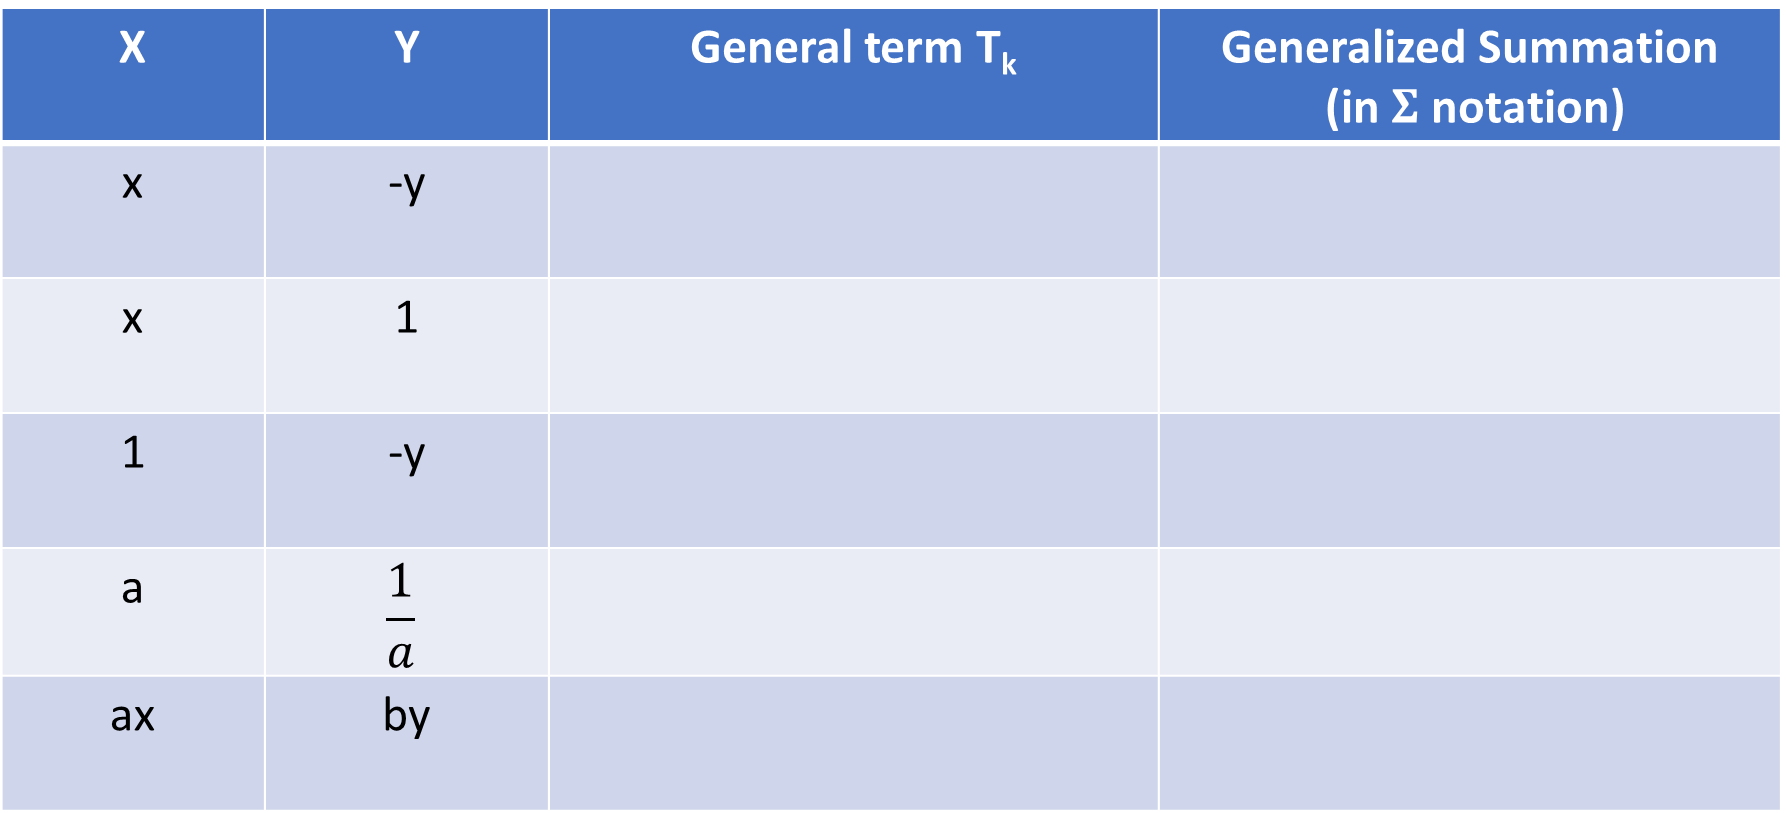 X Y General term Tₖ Generalized Summation
(in Σ notation)
x -y
x 1
1 -y
a 1/a
ax by